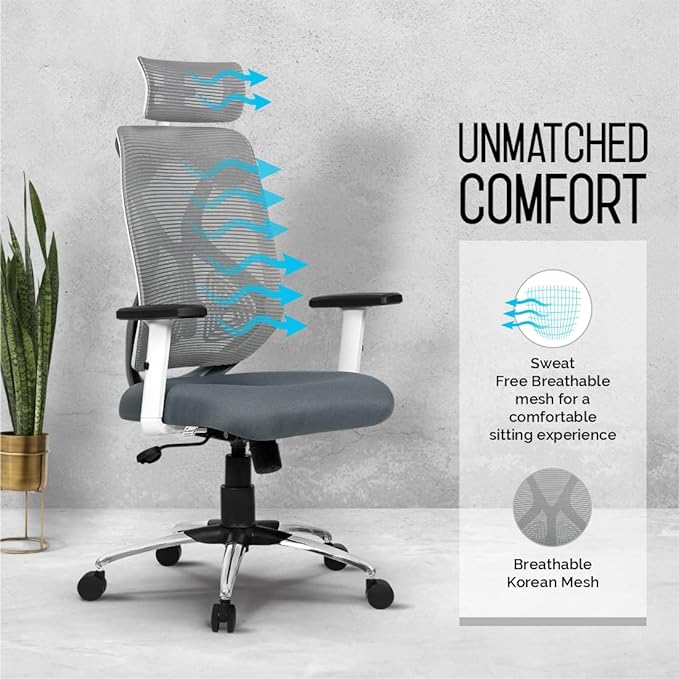 UNMATCHED
COMFORT
Sweat
Free Breathable
mesh for a
comfortable
sitting experience
Breathable
Korean Mesh